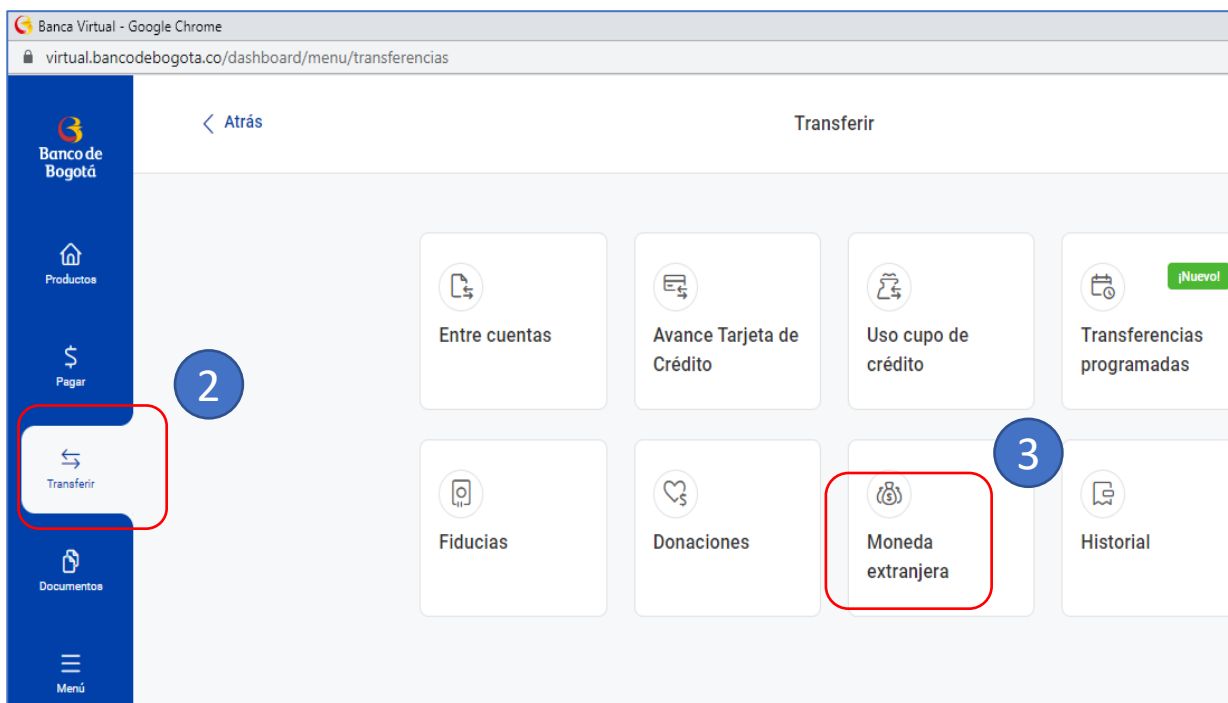 Banca Virtual - Google Chrome
virtual.bancodebogota.co/dashboard/menu/transferencias
Banco de
Bogotá
Atrás
Transferir
Productos
Pagar
2
Transferir
Documentos
Menú
Entre cuentas
Avance Tarjeta de
Crédito
Uso cupo de
crédito
¡Nuevo!
Transferencias
programadas
Fiducias
Donaciones
3
Moneda
extranjera
Historial